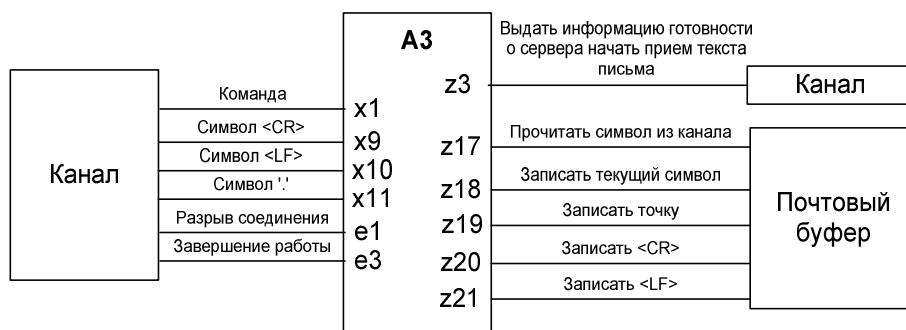 А3
Выдать информацию готовности
о сервера начать прием текста
письма
z3
Канал
Канал
Команда
x1
Символ <CR>
x9
Символ <LF>
x10
Символ '.'
x11
Разрыв соединения
e1
Завершение работы
e3
Прочитать символ из канала
z17
Записать текущий символ
z18
Записать точку
z19
Записать <CR>
z20
Записать <LF>
z21
Почтовый
буфер